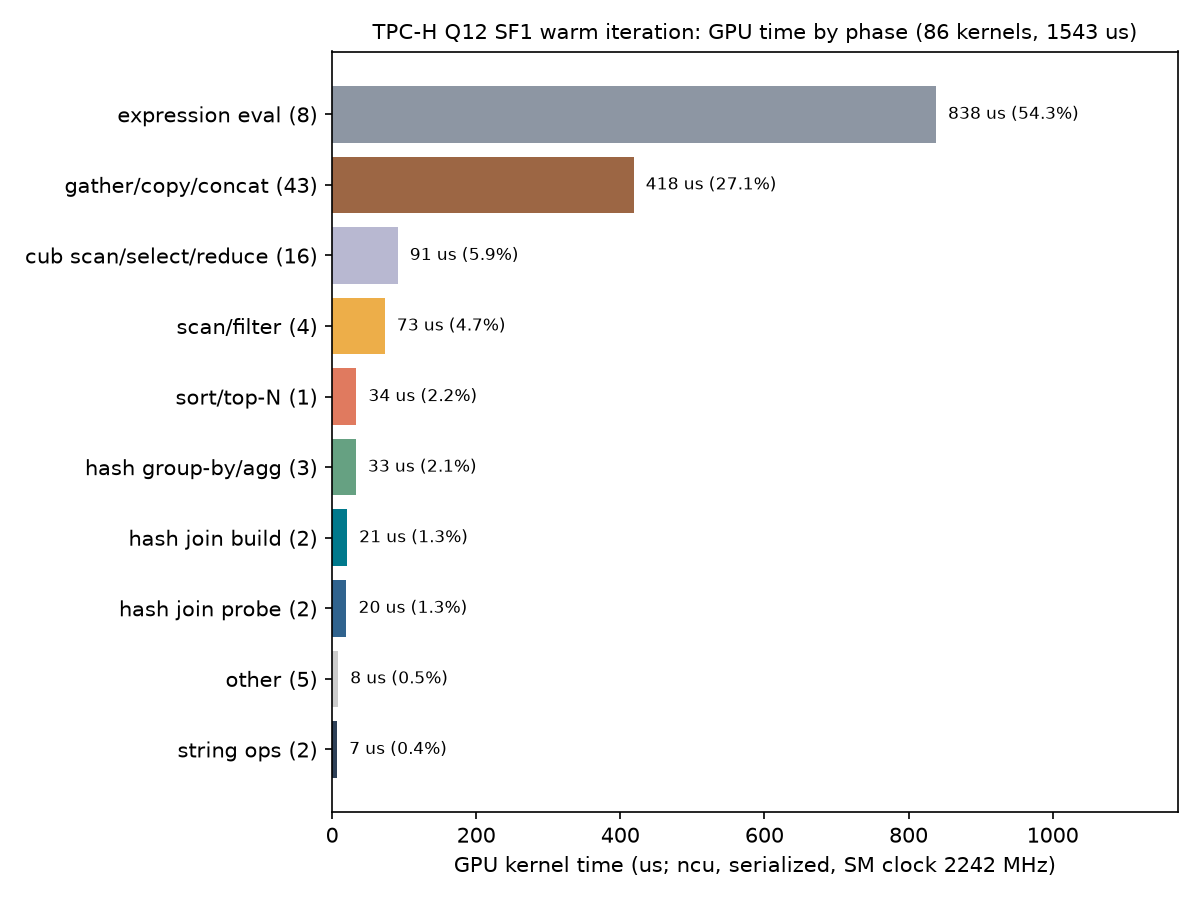 TPC-H Q12 SF1 warm iteration: GPU time by phase (86 kernels, 1543 us)
expression eval (8) 838 us (54.3%)
gather/copy/concat (43) 418 us (27.1%)
cub scan/select/reduce (16) 91 us (5.9%)
scan/filter (4) 73 us (4.7%)
sort/top-N (1) 34 us (2.2%)
hash group-by/agg (3) 33 us (2.1%)
hash join build (2) 21 us (1.3%)
hash join probe (2) 20 us (1.3%)
other (5) 8 us (0.5%)
string ops (2) 7 us (0.4%)
0 200 400 600 800 1000
GPU kernel time (us; ncu, serialized, SM clock 2242 MHz)